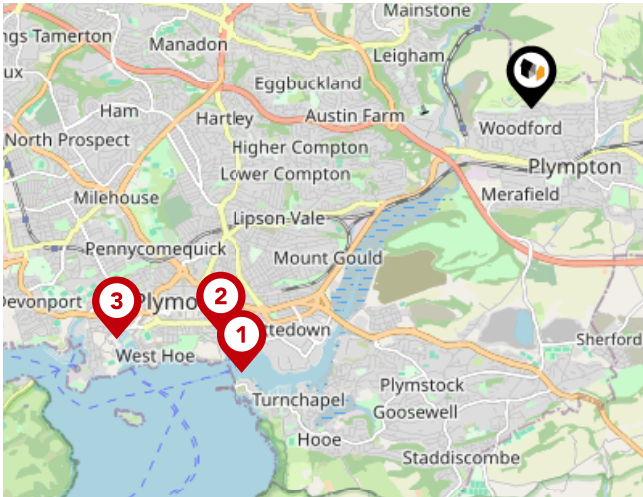 Mainstone
ngs Tamerton
Manadon
Leigham
ux
Eggbuckland
Ham
Hartley
Austin Farm
Woodford
North Prospect
Higher Compton
Lower Compton
Plympton
Milehouse
Merafield
Lipson Vale
Pennycomequick
Mount Gould
Devonport
3
Plymo
2
1
ttedown
Sherford
West Hoe
Plymstock
Turnchapel
Goosewell
Hooe
Staddiscombe